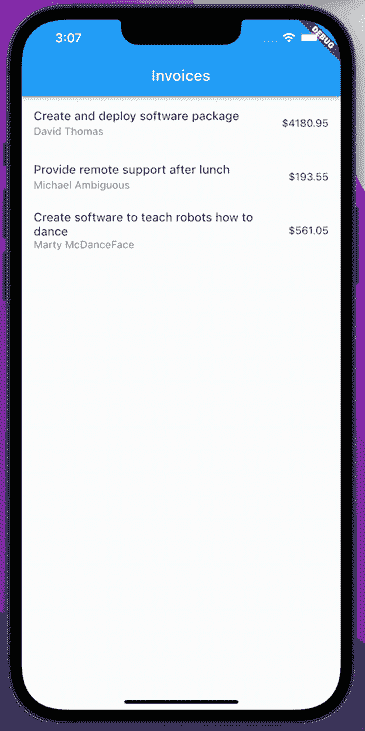 3:07
DEBUG
Invoices
Create and deploy software package
David Thomas
$4180.95
Provide remote support after lunch
Michael Ambiguous
$193.55
Create software to teach robots how to
dance
Marty McDanceFace
$561.05